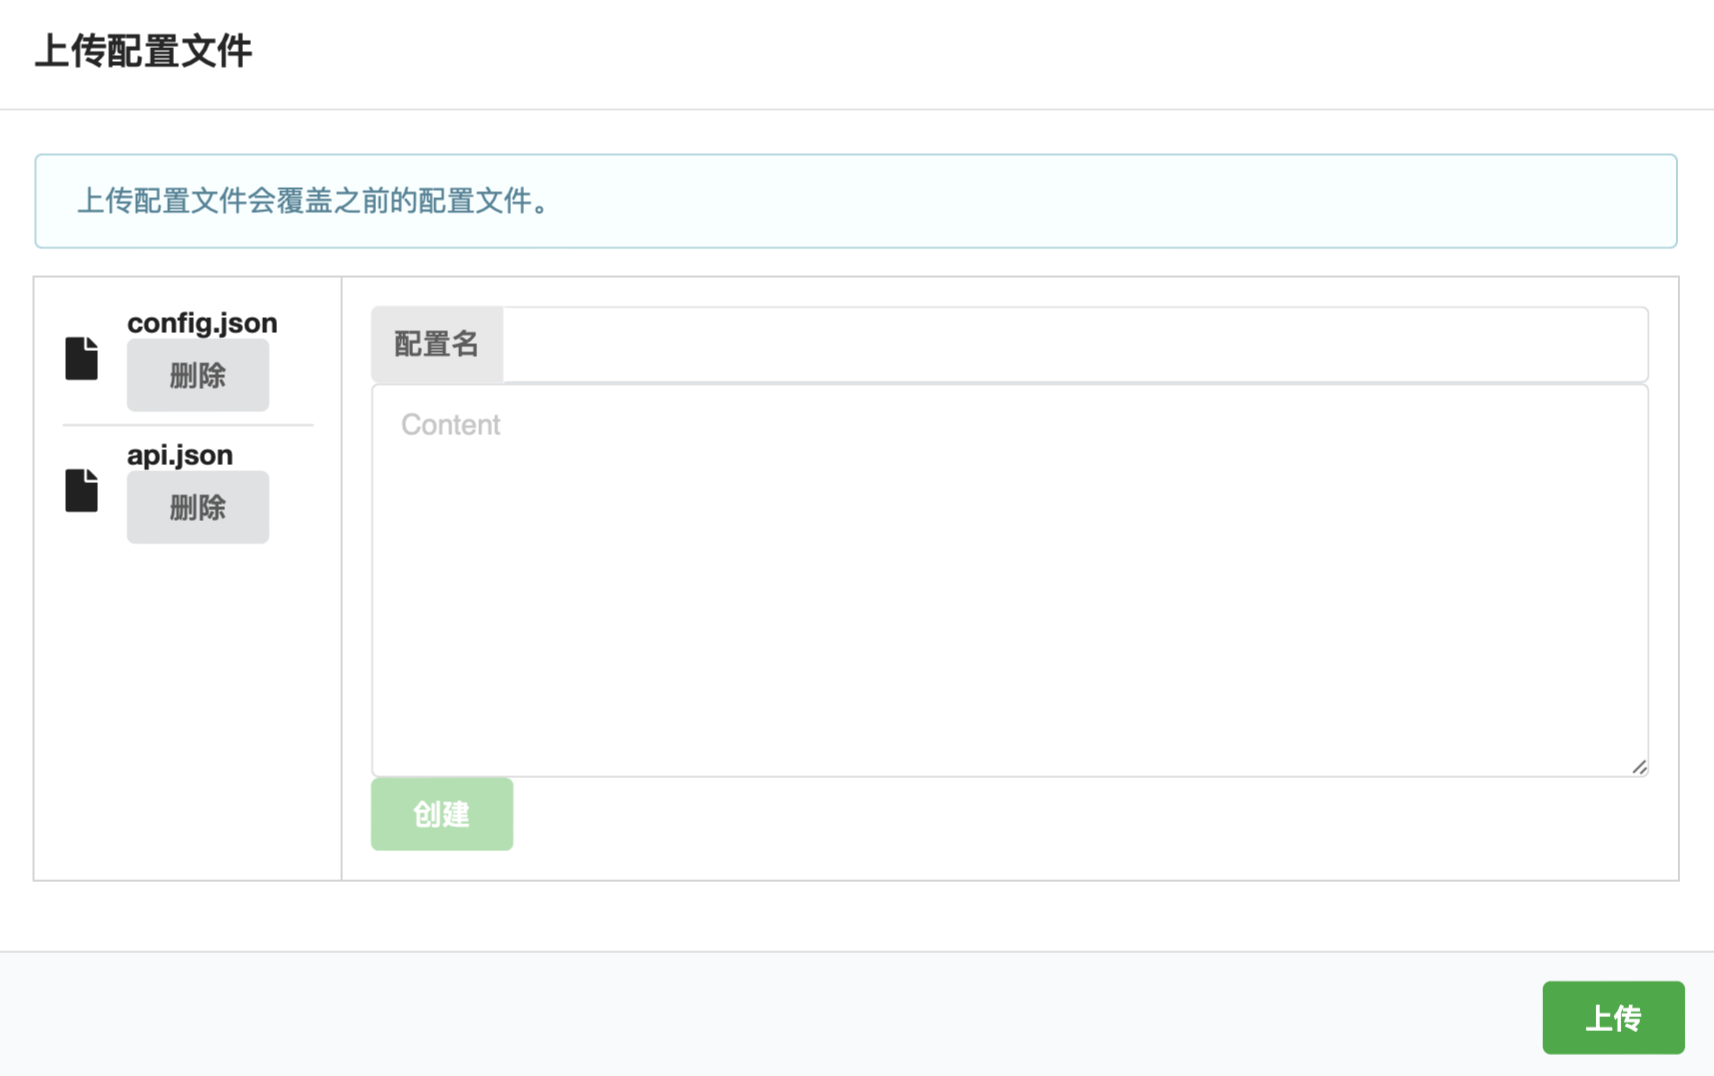 上传配置文件
上传配置文件会覆盖之前的配置文件。
config.json
删除
api.json
删除
配置名
Content
创建
上传